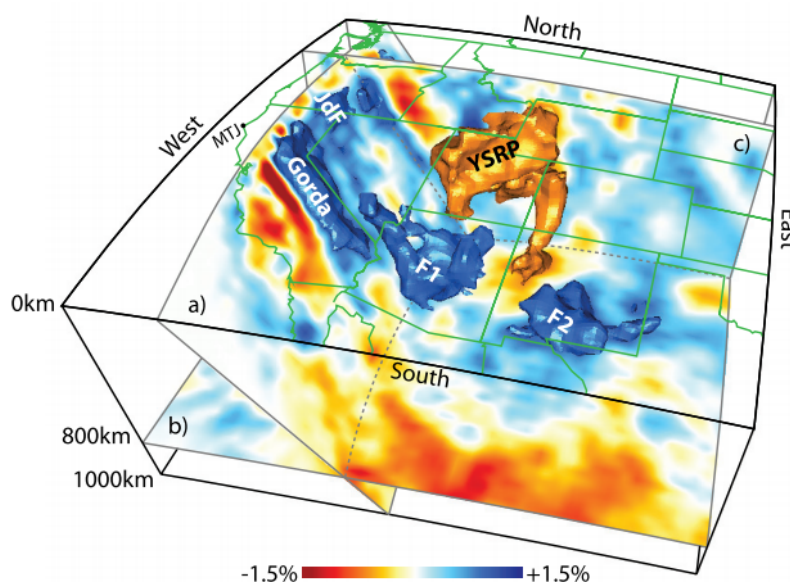 North
West
MTJ
JdF
Gorda
YSRP
c)
East
F1
F2
0km
a)
South
800km
b)
1000km
-1.5%
+1.5%